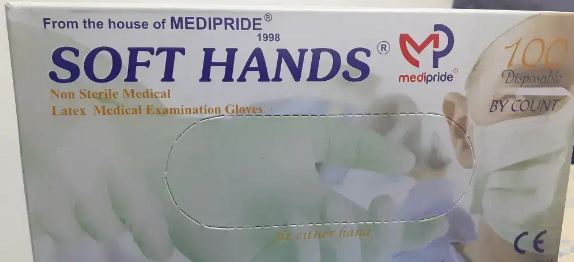 From the house of MEDIPRIDE®
1998
SOFT HANDS®
medipride®
Non Sterile Medical
Latex Medical Examination Gloves
100
Disposable
BY COUNT
fit either hand
CE